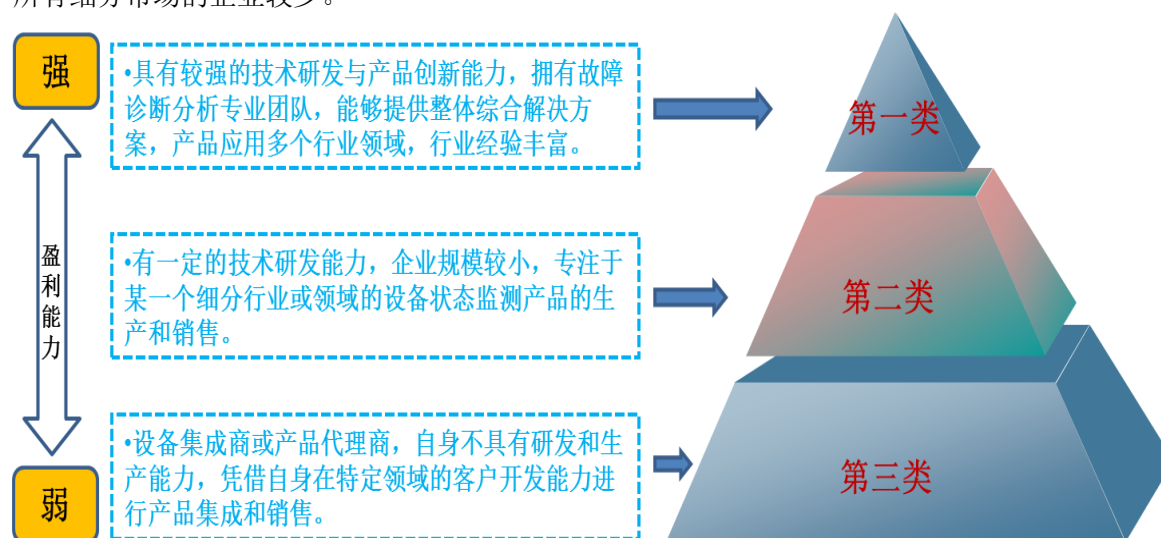 所有细分市场的企业较少。
强
•具有较强的技术研发与产品创新能力，拥有故障
诊断分析专业团队，能够提供整体综合解决方
案，产品应用多个行业领域，行业经验丰富。
第一类
盈
利
能
力
•有一定的技术研发能力，企业规模较小，专注于
某一个细分行业或领域的设备状态监测产品的生
产和销售。
第二类
•设备集成商或产品代理商，自身不具有研发和生
产能力，凭借自身在特定领域的客户开发能力进
行产品集成和销售。
第三类
弱